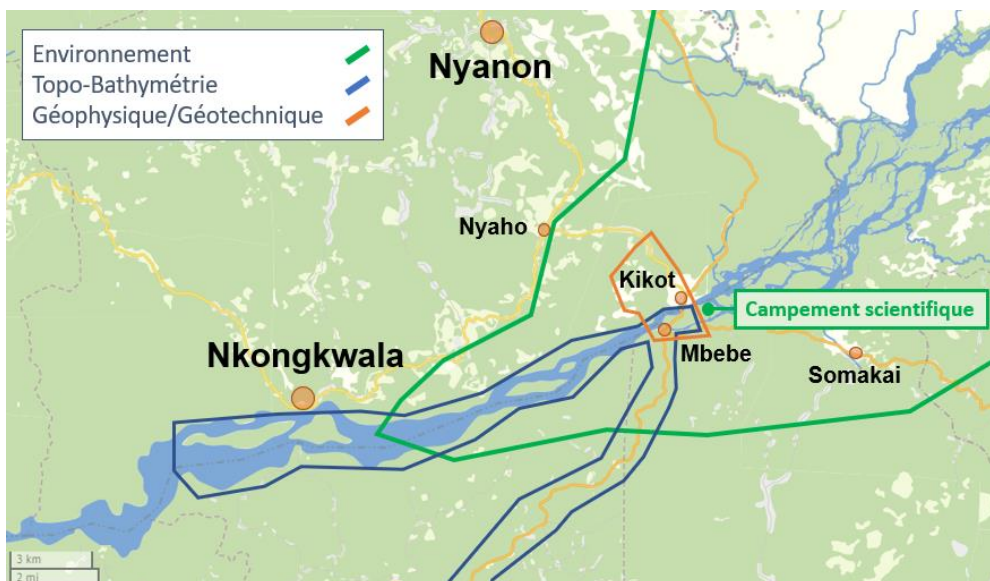 Environnement
Topo-Bathymétrie
Géophysique/Géotechnique
Nyanon
Nyaho
Kikot
Campement scientifique
Mbebe
Nkongkwala
Somakai
3 km
2 mi